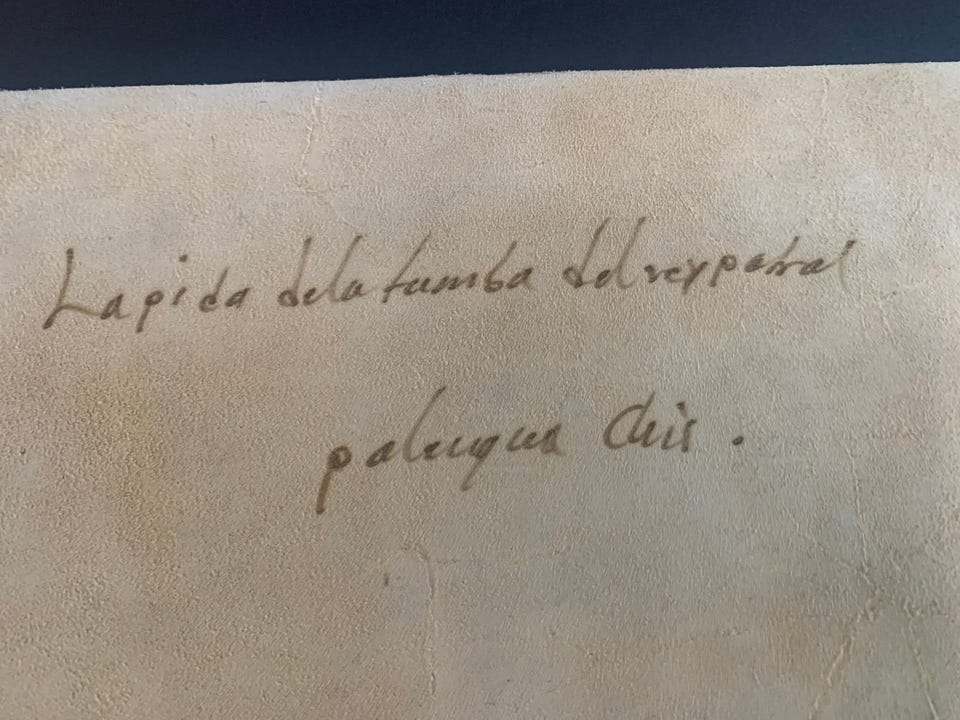 Lapida dela tumba del rey pakal
palenque Chis.